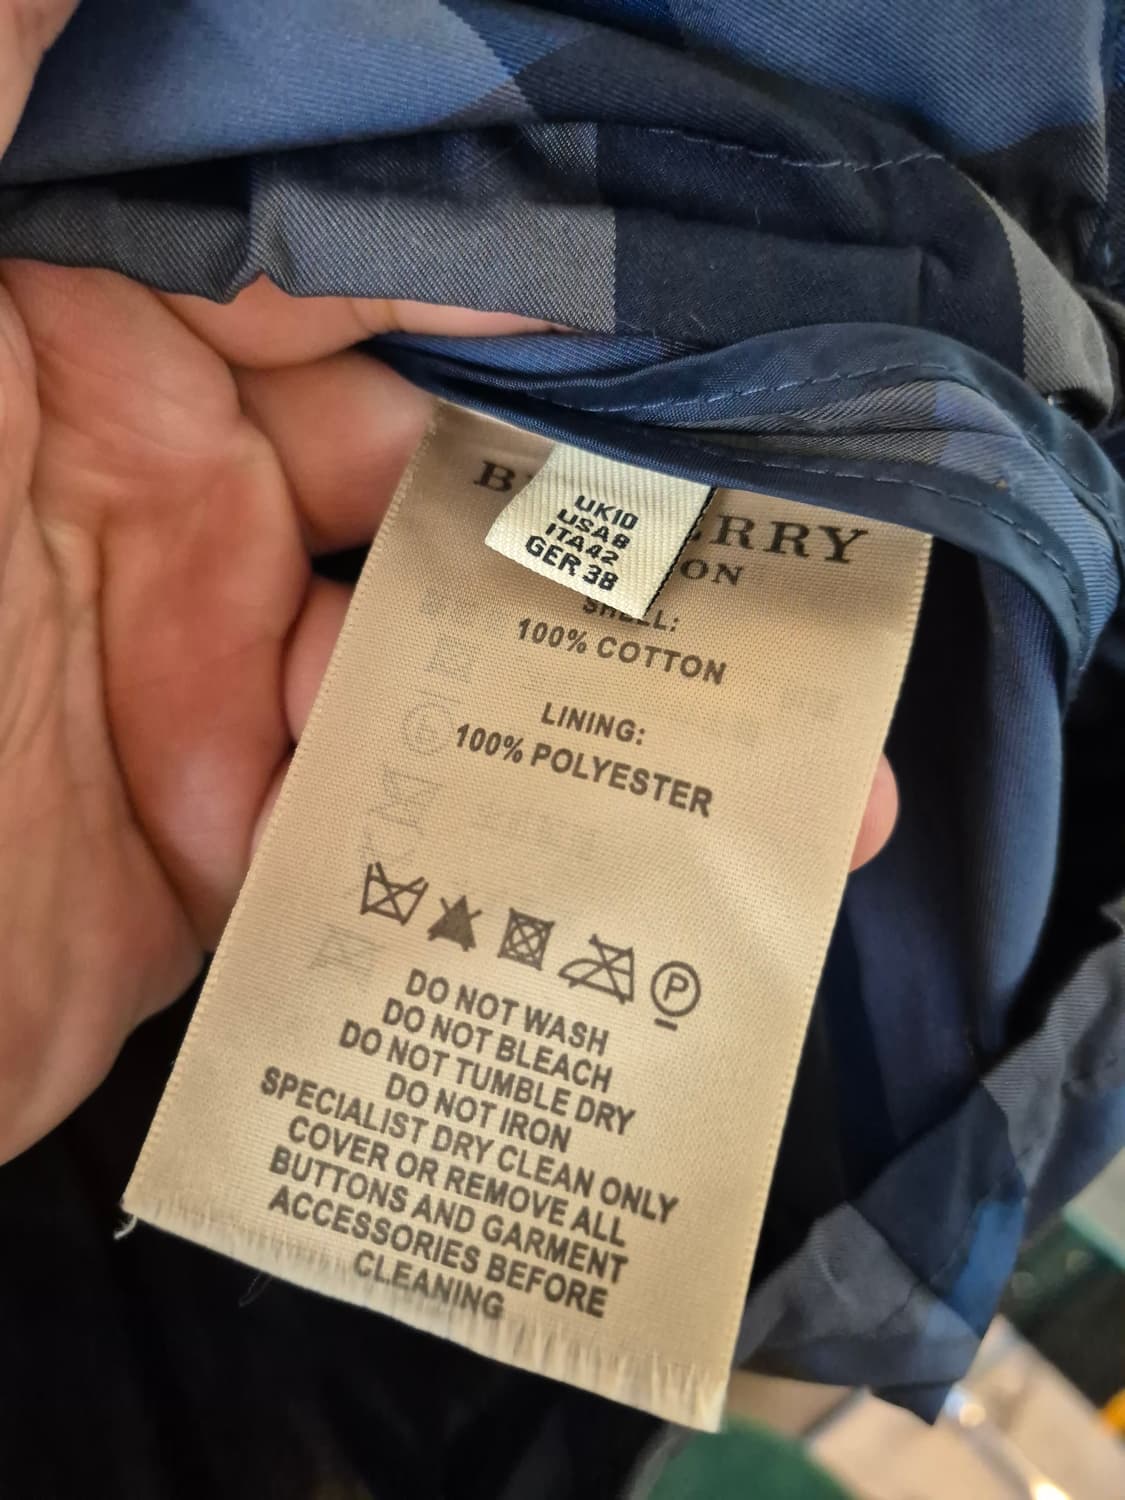 UK10
USA8
ITA42
GER 38
SHELL:
100% COTTON
LINING:
100% POLYESTER
P
DO NOT WASH
DO NOT BLEACH
DO NOT TUMBLE DRY
DO NOT IRON
SPECIALIST DRY CLEAN ONLY
COVER OR REMOVE ALL
BUTTONS AND GARMENT
ACCESSORIES BEFORE
CLEANING